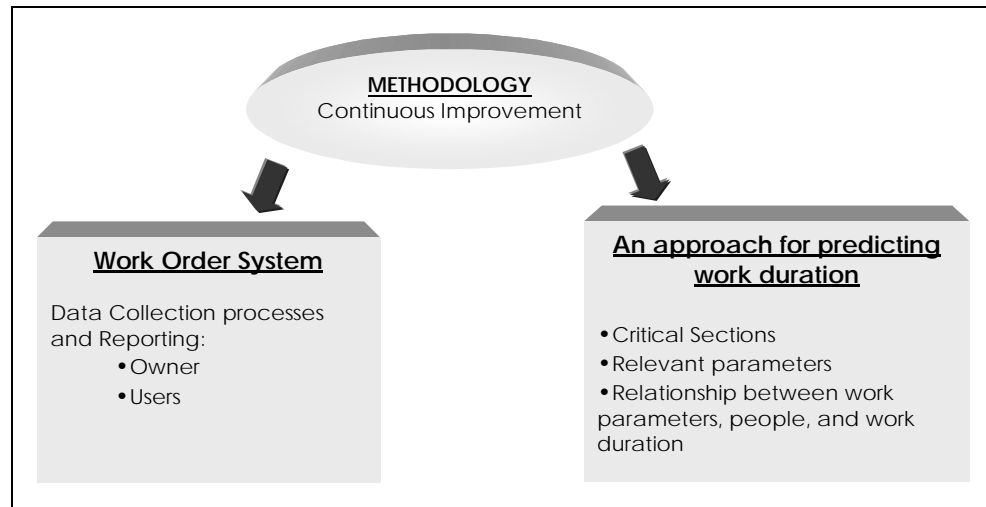 METHODOLOGY
Continuous Improvement
Work Order System
Data Collection processes
and Reporting:
•Owner
•Users
An approach for predicting
work duration
•Critical Sections
•Relevant parameters
•Relationship between work
parameters, people, and work
duration